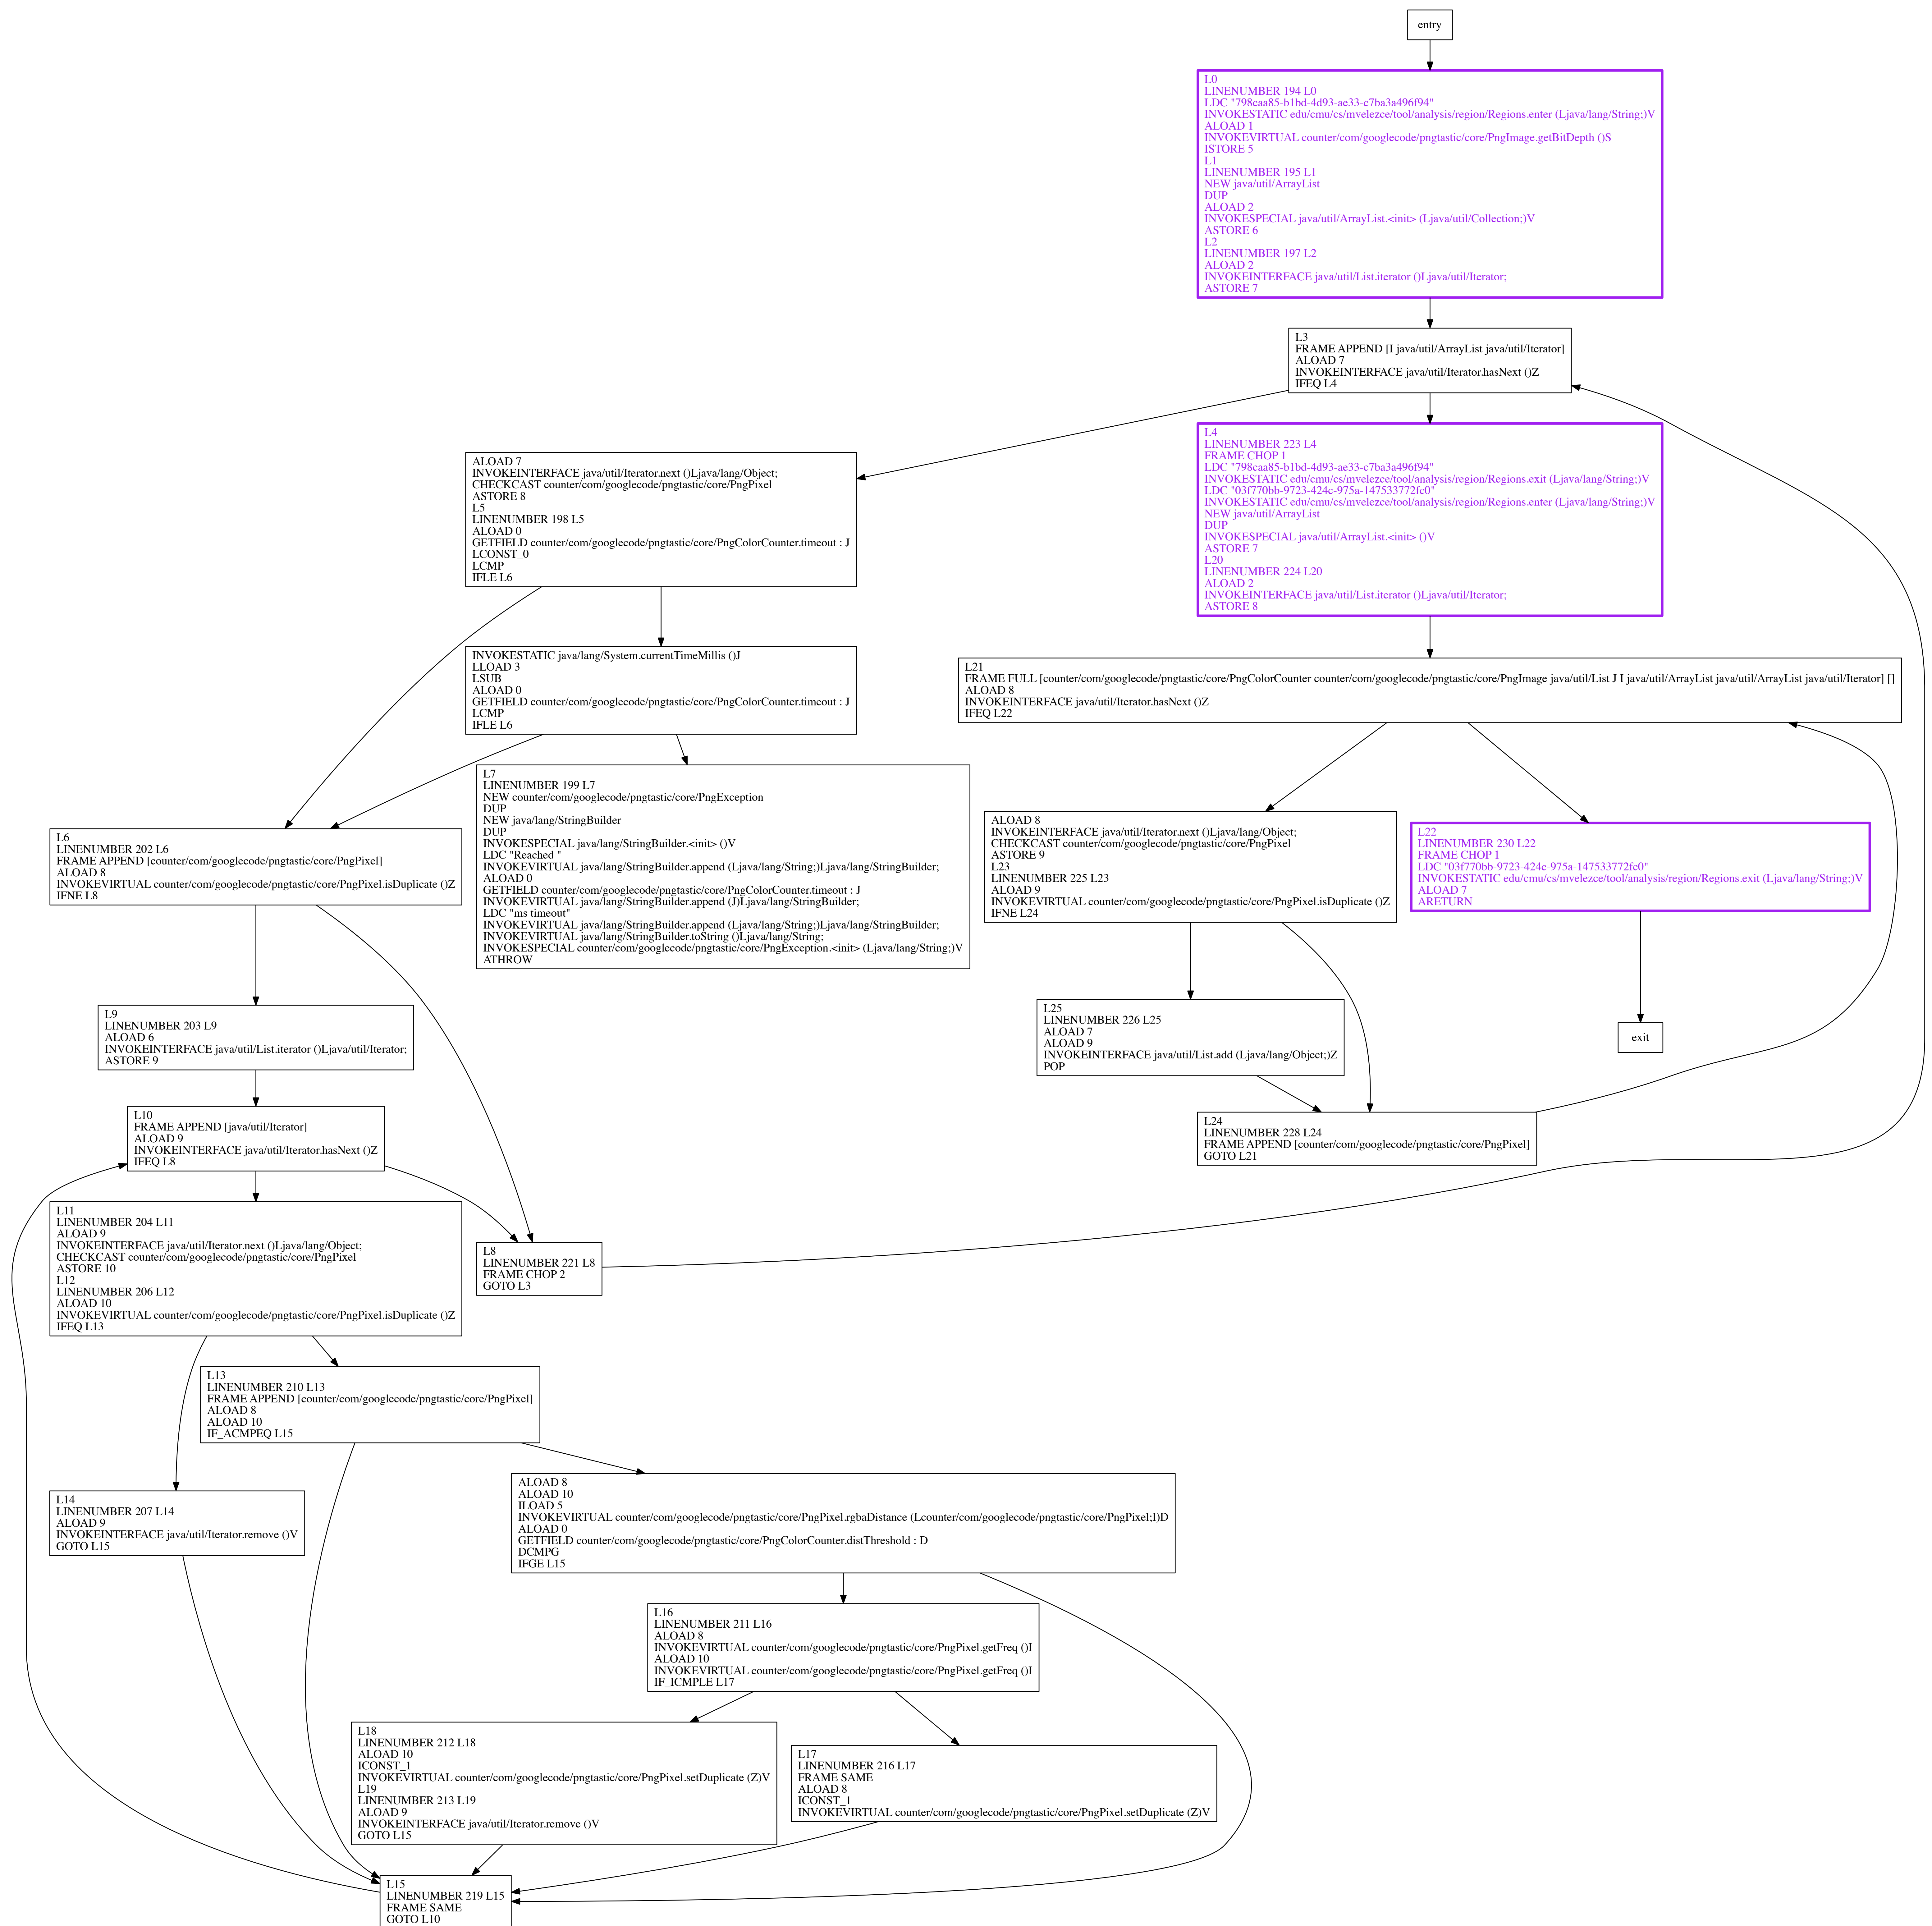 entry
L0
LINENUMBER 194 L0
LDC "798caa85-b1bd-4d93-ae33-c7ba3a496f94"
INVOKESTATIC edu/cmu/cs/mvelezce/tool/analysis/region/Regions.enter (Ljava/lang/String;)V
ALOAD 1
INVOKEVIRTUAL counter/com/googlecode/pngtastic/core/PngImage.getBitDepth ()S
ISTORE 5
L1
LINENUMBER 195 L1
NEW java/util/ArrayList
DUP
ALOAD 2
INVOKESPECIAL java/util/ArrayList.<init> (Ljava/util/Collection;)V
ASTORE 6
L2
LINENUMBER 197 L2
ALOAD 2
INVOKEINTERFACE java/util/List.iterator ()Ljava/util/Iterator;
ASTORE 7
L3
FRAME APPEND [I java/util/ArrayList java/util/Iterator]
ALOAD 7
INVOKEINTERFACE java/util/Iterator.hasNext ()Z
IFEQ L4
L4
LINENUMBER 223 L4
FRAME CHOP 1
LDC "798caa85-b1bd-4d93-ae33-c7ba3a496f94"
INVOKESTATIC edu/cmu/cs/mvelezce/tool/analysis/region/Regions.exit (Ljava/lang/String;)V
LDC "03f770bb-9723-424c-975a-147533772fc0"
INVOKESTATIC edu/cmu/cs/mvelezce/tool/analysis/region/Regions.enter (Ljava/lang/String;)V
NEW java/util/ArrayList
DUP
INVOKESPECIAL java/util/ArrayList.<init> ()V
ASTORE 7
L20
LINENUMBER 224 L20
ALOAD 2
INVOKEINTERFACE java/util/List.iterator ()Ljava/util/Iterator;
ASTORE 8
ALOAD 7
INVOKEINTERFACE java/util/Iterator.next ()Ljava/lang/Object;
CHECKCAST counter/com/googlecode/pngtastic/core/PngPixel
ASTORE 8
L5
LINENUMBER 198 L5
ALOAD 0
GETFIELD counter/com/googlecode/pngtastic/core/PngColorCounter.timeout : J
LCONST_0
LCMP
IFLE L6
INVOKESTATIC java/lang/System.currentTimeMillis ()J
LLOAD 3
LSUB
ALOAD 0
GETFIELD counter/com/googlecode/pngtastic/core/PngColorCounter.timeout : J
LCMP
IFLE L6
L21
FRAME FULL [counter/com/googlecode/pngtastic/core/PngColorCounter counter/com/googlecode/pngtastic/core/PngImage java/util/List J I java/util/ArrayList java/util/ArrayList java/util/Iterator] []
ALOAD 8
INVOKEINTERFACE java/util/Iterator.hasNext ()Z
IFEQ L22
L7
LINENUMBER 199 L7
NEW counter/com/googlecode/pngtastic/core/PngException
DUP
NEW java/lang/StringBuilder
DUP
INVOKESPECIAL java/lang/StringBuilder.<init> ()V
LDC "Reached "
INVOKEVIRTUAL java/lang/StringBuilder.append (Ljava/lang/String;)Ljava/lang/StringBuilder;
ALOAD 0
GETFIELD counter/com/googlecode/pngtastic/core/PngColorCounter.timeout : J
INVOKEVIRTUAL java/lang/StringBuilder.append (J)Ljava/lang/StringBuilder;
LDC "ms timeout"
INVOKEVIRTUAL java/lang/StringBuilder.append (Ljava/lang/String;)Ljava/lang/StringBuilder;
INVOKEVIRTUAL java/lang/StringBuilder.toString ()Ljava/lang/String;
INVOKESPECIAL counter/com/googlecode/pngtastic/core/PngException.<init> (Ljava/lang/String;)V
ATHROW
L6
LINENUMBER 202 L6
FRAME APPEND [counter/com/googlecode/pngtastic/core/PngPixel]
ALOAD 8
INVOKEVIRTUAL counter/com/googlecode/pngtastic/core/PngPixel.isDuplicate ()Z
IFNE L8
ALOAD 8
INVOKEINTERFACE java/util/Iterator.next ()Ljava/lang/Object;
CHECKCAST counter/com/googlecode/pngtastic/core/PngPixel
ASTORE 9
L23
LINENUMBER 225 L23
ALOAD 9
INVOKEVIRTUAL counter/com/googlecode/pngtastic/core/PngPixel.isDuplicate ()Z
IFNE L24
L22
LINENUMBER 230 L22
FRAME CHOP 1
LDC "03f770bb-9723-424c-975a-147533772fc0"
INVOKESTATIC edu/cmu/cs/mvelezce/tool/analysis/region/Regions.exit (Ljava/lang/String;)V
ALOAD 7
ARETURN
L9
LINENUMBER 203 L9
ALOAD 6
INVOKEINTERFACE java/util/List.iterator ()Ljava/util/Iterator;
ASTORE 9
L25
LINENUMBER 226 L25
ALOAD 7
ALOAD 9
INVOKEINTERFACE java/util/List.add (Ljava/lang/Object;)Z
POP
exit
L10
FRAME APPEND [java/util/Iterator]
ALOAD 9
INVOKEINTERFACE java/util/Iterator.hasNext ()Z
IFEQ L8
L24
LINENUMBER 228 L24
FRAME APPEND [counter/com/googlecode/pngtastic/core/PngPixel]
GOTO L21
L11
LINENUMBER 204 L11
ALOAD 9
INVOKEINTERFACE java/util/Iterator.next ()Ljava/lang/Object;
CHECKCAST counter/com/googlecode/pngtastic/core/PngPixel
ASTORE 10
L12
LINENUMBER 206 L12
ALOAD 10
INVOKEVIRTUAL counter/com/googlecode/pngtastic/core/PngPixel.isDuplicate ()Z
IFEQ L13
L8
LINENUMBER 221 L8
FRAME CHOP 2
GOTO L3
L13
LINENUMBER 210 L13
FRAME APPEND [counter/com/googlecode/pngtastic/core/PngPixel]
ALOAD 8
ALOAD 10
IF_ACMPEQ L15
L14
LINENUMBER 207 L14
ALOAD 9
INVOKEINTERFACE java/util/Iterator.remove ()V
GOTO L15
ALOAD 8
ALOAD 10
ILOAD 5
INVOKEVIRTUAL counter/com/googlecode/pngtastic/core/PngPixel.rgbaDistance (Lcounter/com/googlecode/pngtastic/core/PngPixel;I)D
ALOAD 0
GETFIELD counter/com/googlecode/pngtastic/core/PngColorCounter.distThreshold : D
DCMPG
IFGE L15
L16
LINENUMBER 211 L16
ALOAD 8
INVOKEVIRTUAL counter/com/googlecode/pngtastic/core/PngPixel.getFreq ()I
ALOAD 10
INVOKEVIRTUAL counter/com/googlecode/pngtastic/core/PngPixel.getFreq ()I
IF_ICMPLE L17
L18
LINENUMBER 212 L18
ALOAD 10
ICONST_1
INVOKEVIRTUAL counter/com/googlecode/pngtastic/core/PngPixel.setDuplicate (Z)V
L19
LINENUMBER 213 L19
ALOAD 9
INVOKEINTERFACE java/util/Iterator.remove ()V
GOTO L15
L17
LINENUMBER 216 L17
FRAME SAME
ALOAD 8
ICONST_1
INVOKEVIRTUAL counter/com/googlecode/pngtastic/core/PngPixel.setDuplicate (Z)V
L15
LINENUMBER 219 L15
FRAME SAME
GOTO L10